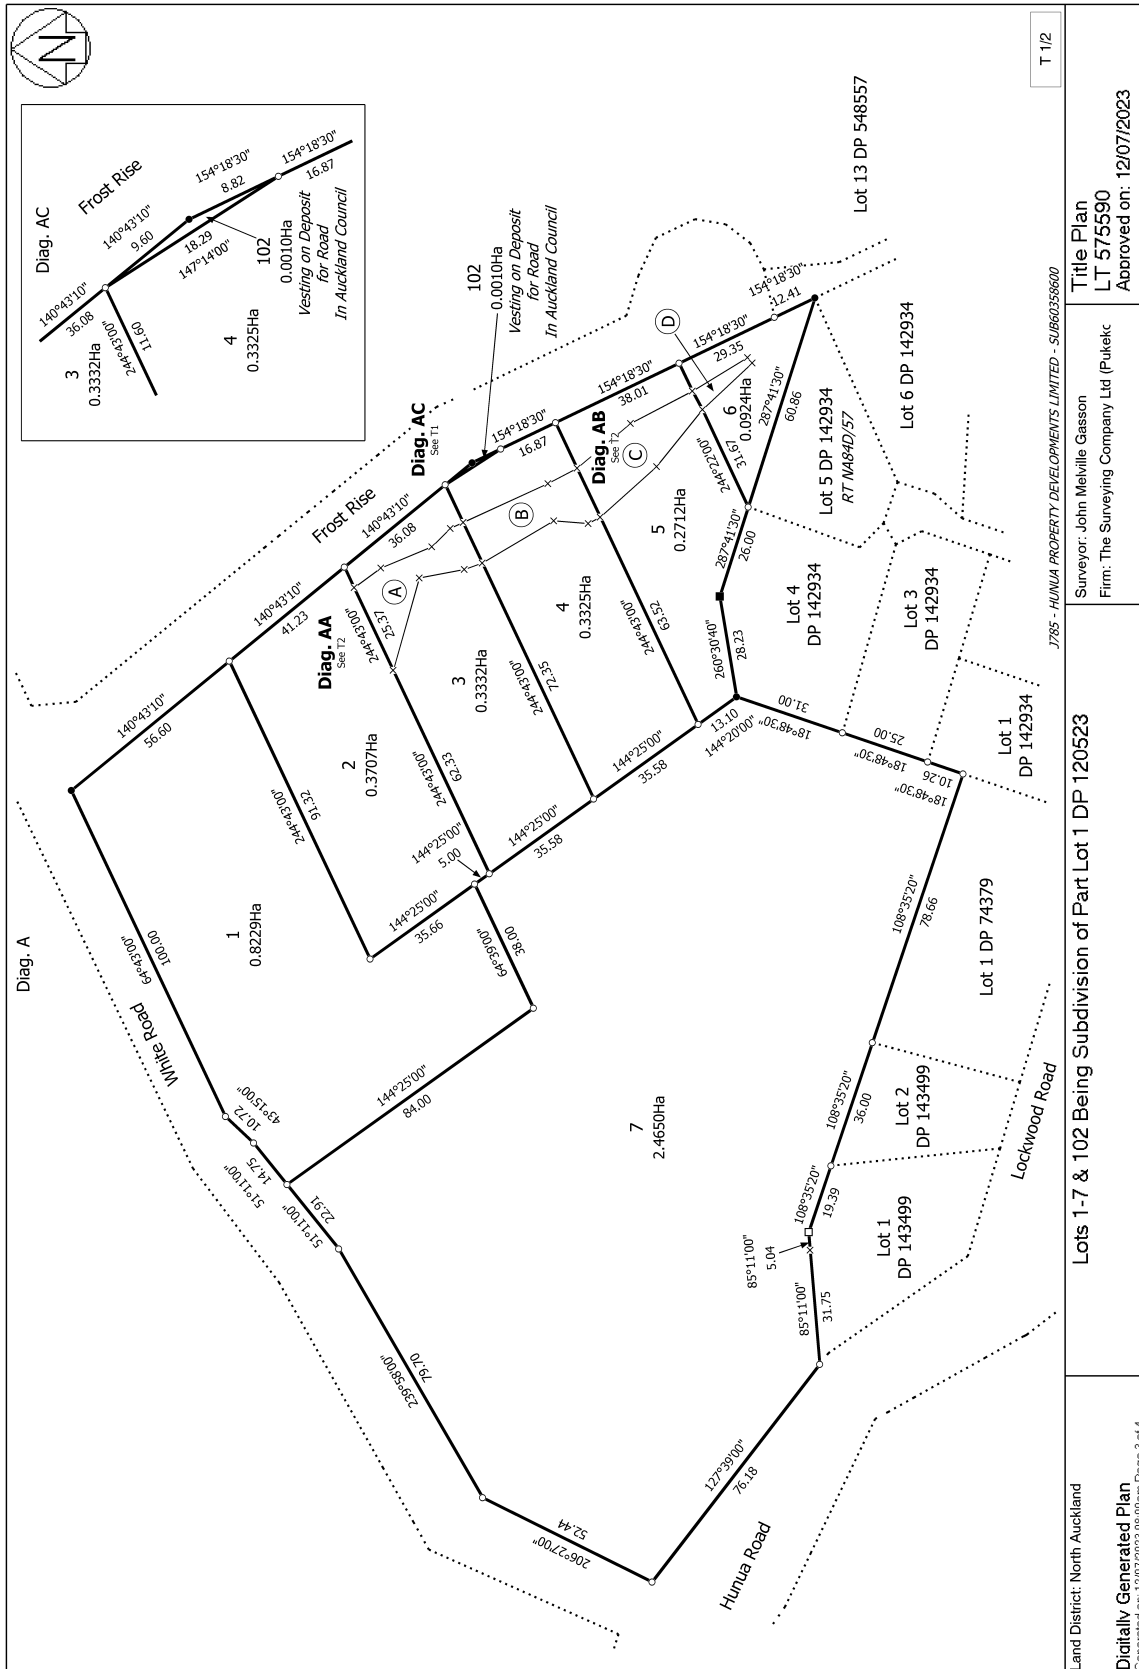 N
Diag. AC
Frost Rise
140°43'10"
36.08
140°43'10"
9.60
154°18'30"
8.82
154°18'30"
16.87
18.29
147°14'00"
244°43'00"
11.60
3
0.3332Ha
4
0.3325Ha
102
0.0010Ha
Vesting on Deposit
for Road
In Auckland Council
T 1/2
Diag. A
White Road
64°43'00"
100.00
140°43'10"
56.60
140°43'10"
41.23
Frost Rise
140°43'10"
36.08
Diag. AC
See T1
102
0.0010Ha
Vesting on Deposit
for Road
In Auckland Council
154°18'30"
16.87
154°18'30"
38.01
154°18'30"
29.35
154°18'30"
12.41
Lot 13 DP 548557
1
0.8229Ha
244°43'00"
91.32
2
0.3707Ha
Diag. AA
See T2
244°43'00"
25.37
244°43'00"
62.33
A
B
C
D
3
0.3332Ha
244°43'00"
72.35
4
0.3325Ha
244°43'00"
63.52
Diag. AB
See T2
5
0.2712Ha
244°22'00"
31.67
6
0.0924Ha
287°41'30"
60.86
287°41'30"
26.00
260°30'40"
28.23
43°15'00"
10.72
51°11'00"
14.75
51°11'00"
22.91
144°25'00"
84.00
64°39'00"
38.00
144°25'00"
35.66
144°25'00"
5.00
144°25'00"
35.58
144°25'00"
35.58
144°20'00"
13.10
18°48'30"
31.00
18°48'30"
25.00
18°48'30"
10.26
Lot 5 DP 142934
RT NA84D/57
Lot 6 DP 142934
Lot 4
DP 142934
Lot 3
DP 142934
Lot 1
DP 142934
7
2.4650Ha
239°58'00"
79.70
206°27'00"
52.44
127°39'00"
76.18
85°11'00"
31.75
85°11'00"
5.04
108°35'20"
19.39
108°35'20"
36.00
108°35'20"
78.66
Lot 1 DP 74379
Lot 2
DP 143499
Lot 1
DP 143499
Lockwood Road
Hunua Road
J785 - HUNUA PROPERTY DEVELOPMENTS LIMITED - SUB60358600
Land District: North Auckland
Digitally Generated Plan
Generated on: 12/07/2023 08:09am Page 3 of 4
Lots 1-7 & 102 Being Subdivision of Part Lot 1 DP 120523
Surveyor: John Melville Gasson
Firm: The Surveying Company Ltd (Pukekc
Title Plan
LT 575590
Approved on: 12/07/2023